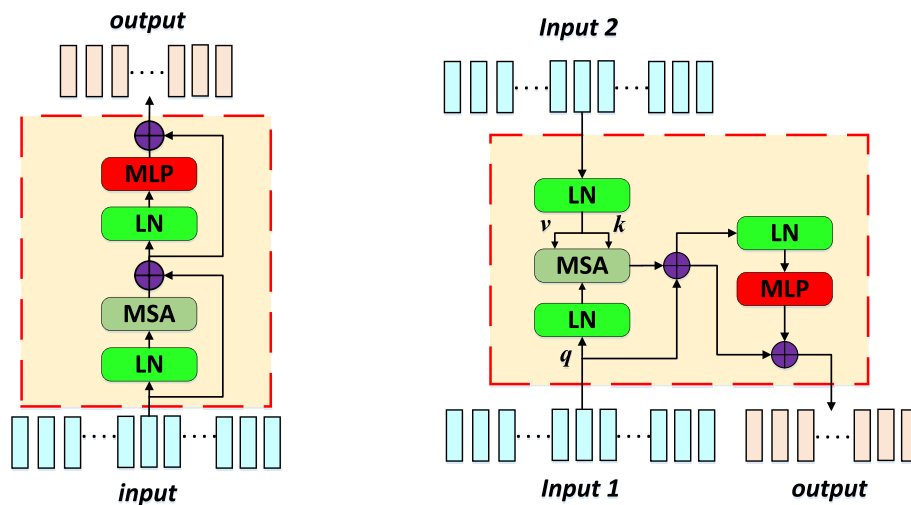 output
MLP
LN
MSA
LN
input
Input 2
LN
v k
MSA
LN
q
LN
MLP
Input 1
output